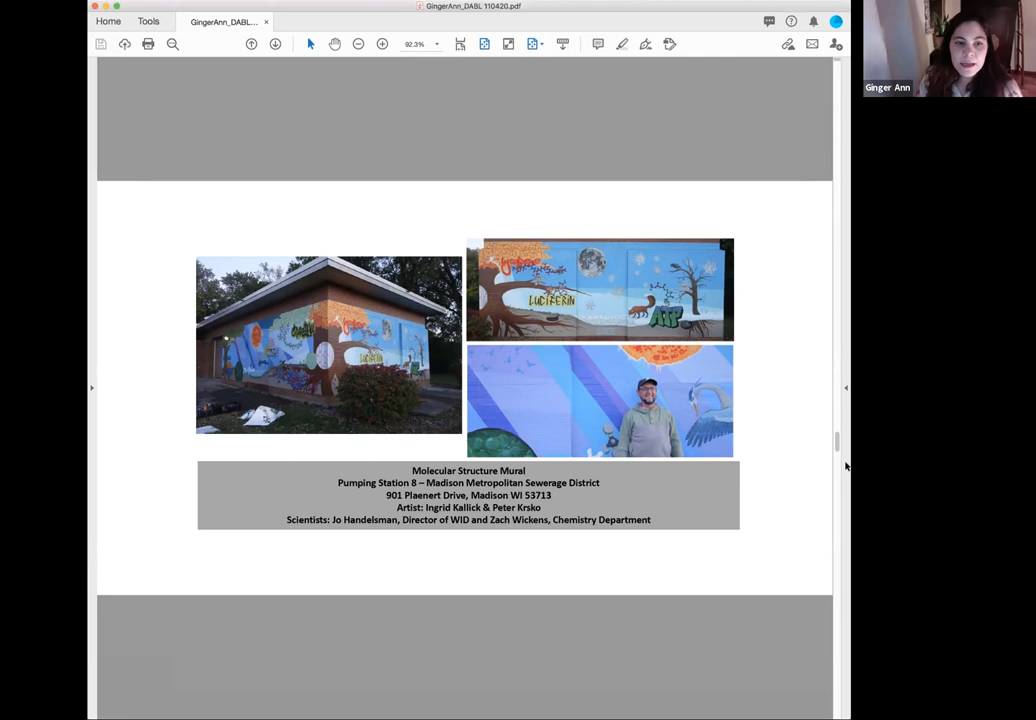 GingerAnn_DABL 110420.pdf
Home
Tools
GingerAnn_DABL...
92.3%
Ginger Ann
LUCIFERIN
ATP
LUCIFERIN
Molecular Structure Mural
Pumping Station 8 – Madison Metropolitan Sewerage District
901 Plaenert Drive, Madison WI 53713
Artist: Ingrid Kallick & Peter Krsko
Scientists: Jo Handelsman, Director of WID and Zach Wickens, Chemistry Department